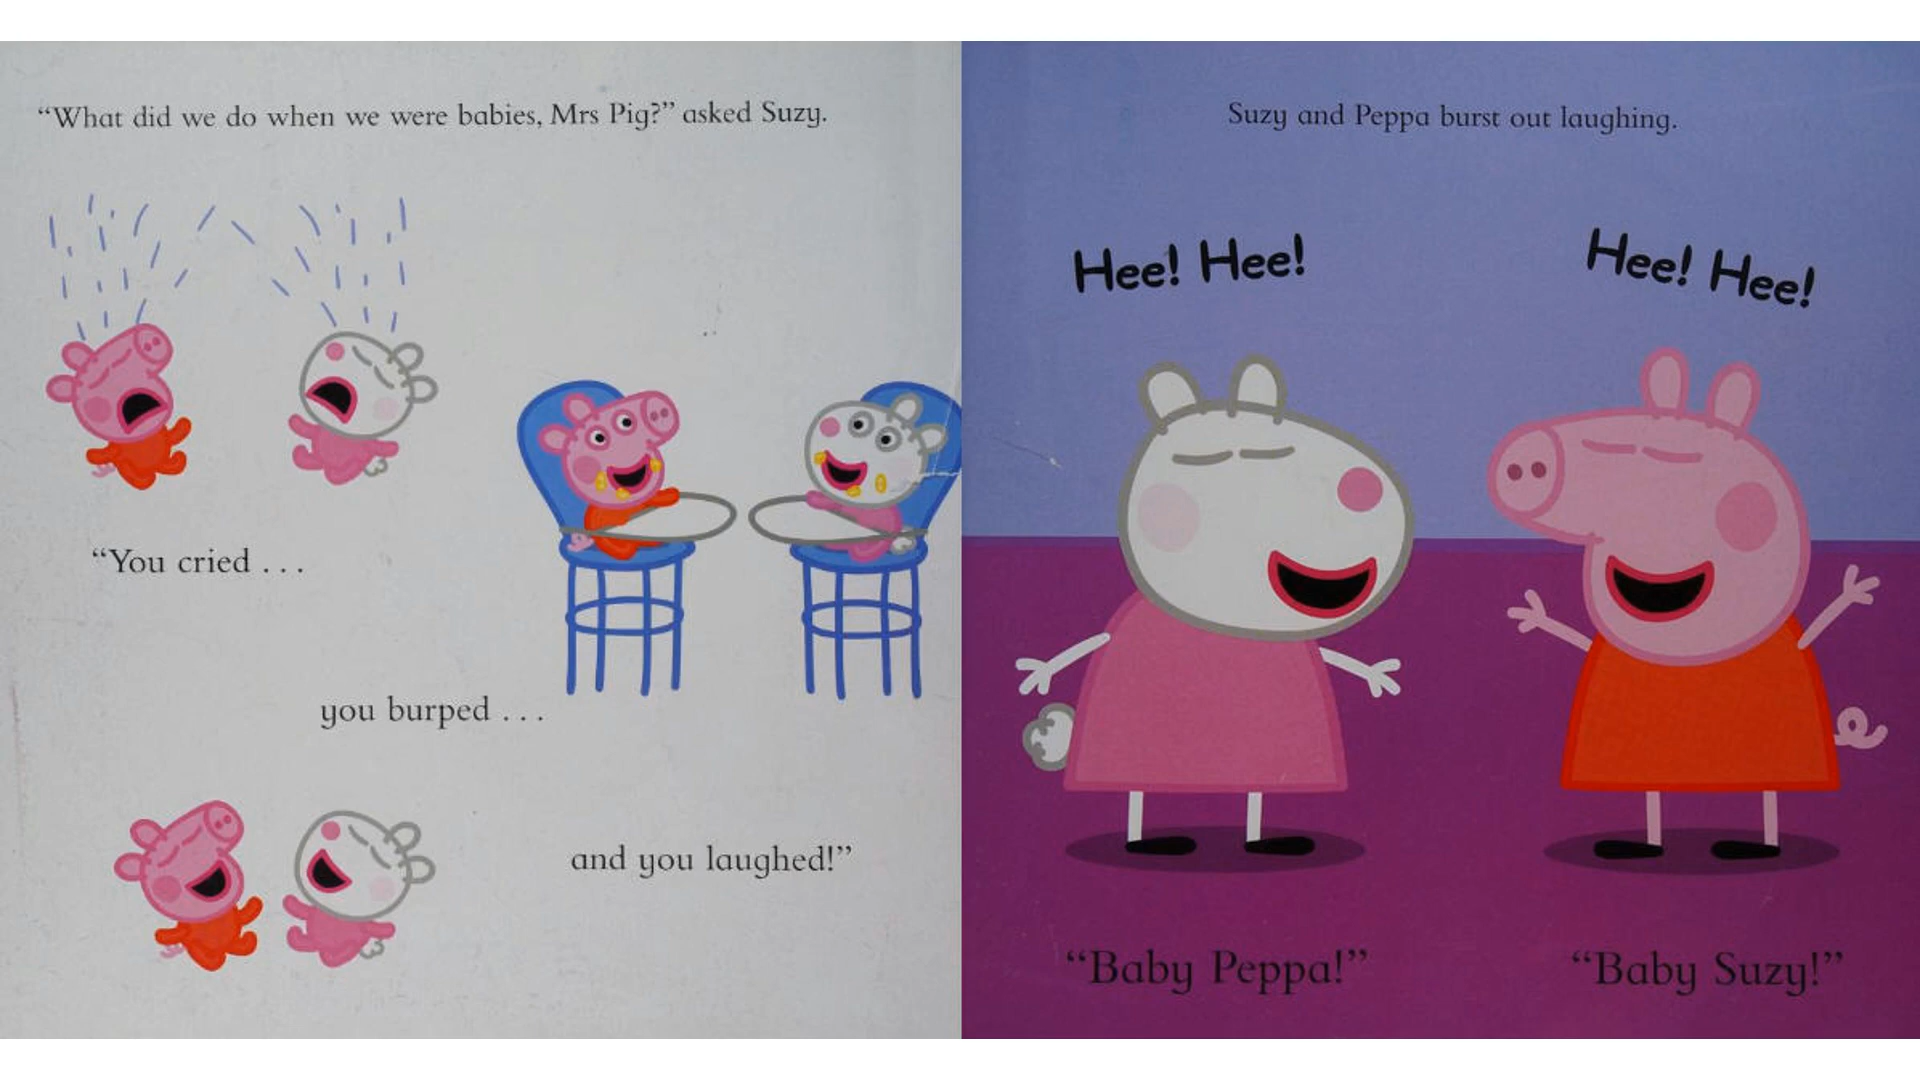 “What did we do when we were babies, Mrs Pig?” asked Suzy.
“You cried . . .
you burped . . .
and you laughed!”
Suzy and Peppa burst out laughing.
Hee! Hee!
Hee! Hee!
“Baby Peppa!”
“Baby Suzy!”